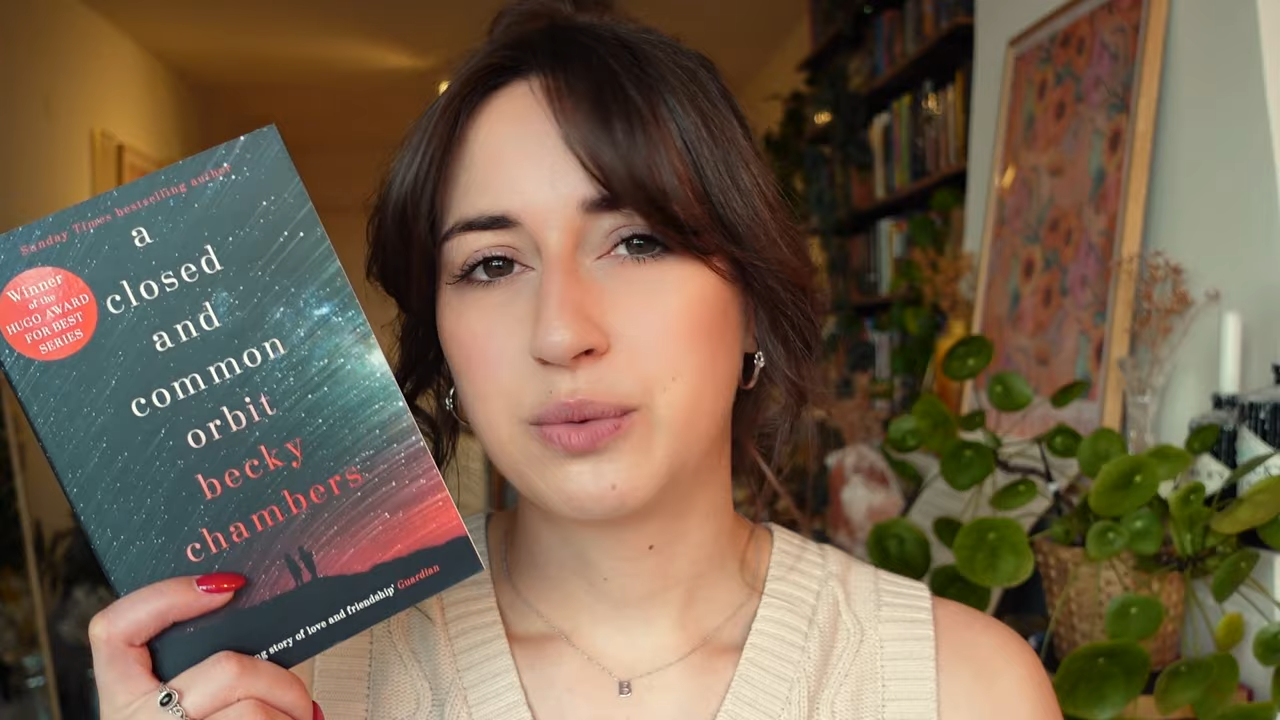 Sunday Times bestselling author
a
closed
and
common
orbit
becky
chambers
Winner
of the
HUGO AWARD
FOR BEST
SERIES
story of love and friendship' Guardian
B